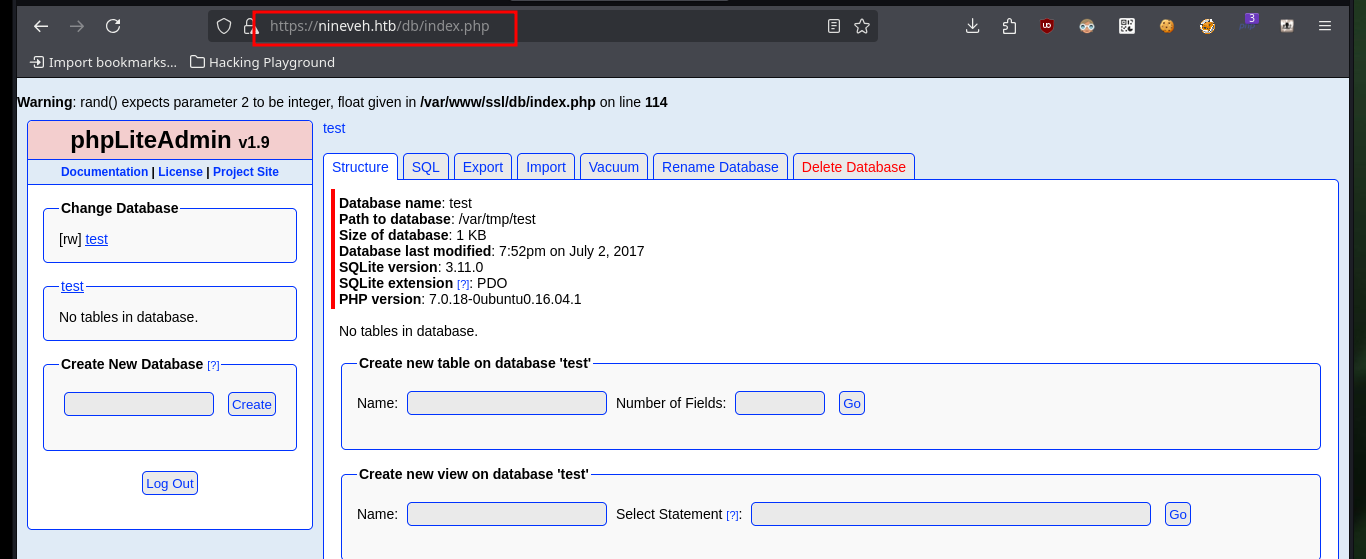 https://nineveh.htb/db/index.php
3
Import bookmarks... Hacking Playground
Warning: rand() expects parameter 2 to be integer, float given in /var/www/ssl/db/index.php on line 114
phpLiteAdmin v1.9
Documentation | License | Project Site
Change Database
[rw] test
test
No tables in database.
Create New Database [?]
Create
Log Out
test
Structure SQL Export Import Vacuum Rename Database Delete Database
Database name: test
Path to database: /var/tmp/test
Size of database: 1 KB
Database last modified: 7:52pm on July 2, 2017
SQLite version: 3.11.0
SQLite extension [?]: PDO
PHP version: 7.0.18-0ubuntu0.16.04.1
No tables in database.
Create new table on database 'test'
Name: Number of Fields: Go
Create new view on database 'test'
Name: Select Statement [?]: Go